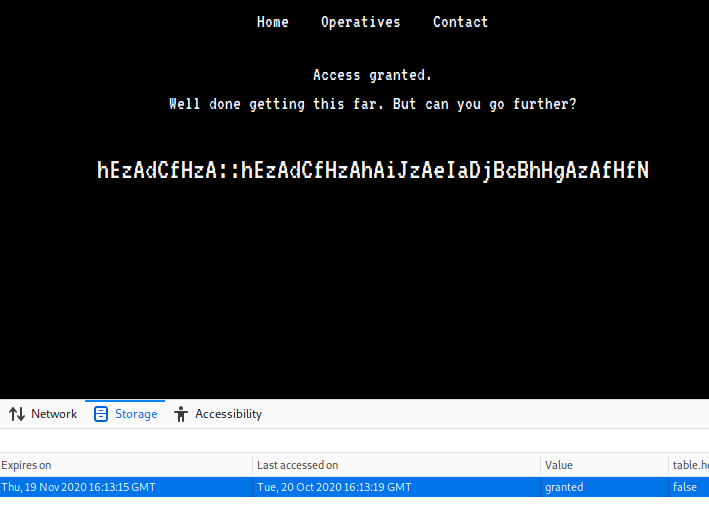 Home Operatives Contact
Access granted.
Well done getting this far. But can you go further?
hEzAdCfHzA::hEzAdCfHzAhAiJzAeIaDjBcBhHgAzAfHfN
Network Storage Accessibility
Expires on Last accessed on Value table.he
Thu, 19 Nov 2020 16:13:15 GMT Tue, 20 Oct 2020 16:13:19 GMT granted false